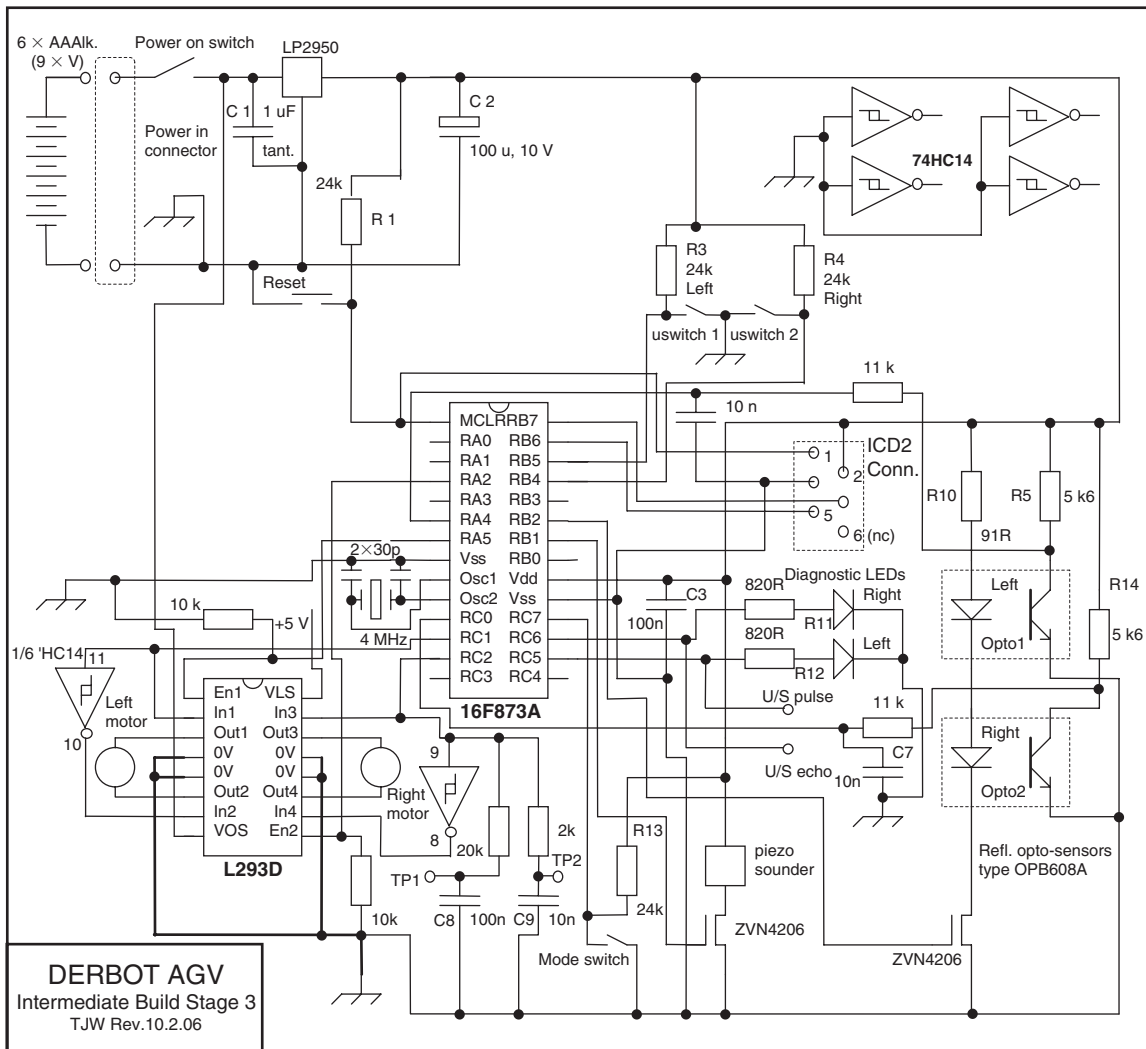 6 × AAAlk.
(9 × V)
Power on switch
LP2950
C 1
1 uF
tant.
C 2
100 u, 10 V
Power in
connector
24k
R 1
Reset
74HC14
R3
24k
Left
R4
24k
Right
uswitch 1
uswitch 2
11 k
10 n
ICD2
Conn.
1
2
5
6 (nc)
R10
91R
R5
5 k6
MCLR
RA0
RA1
RA2
RA3
RA4
RA5
Vss
Osc1
Osc2
RC0
RC1
RC2
RC3
RB7
RB6
RB5
RB4
RB3
RB2
RB1
RB0
Vdd
Vss
RC7
RC6
RC5
RC4
16F873A
2×30p
4 MHz
10 k
+5 V
C3
100n
820R
Diagnostic LEDs
Right
R11
820R
Left
R12
Left
Opto1
R14
5 k6
1/6 'HC14
11
10
Left
motor
En1
In1
Out1
0V
0V
Out2
In2
VOS
VLS
In3
Out3
0V
0V
Out4
In4
En2
L293D
Right
motor
9
8
U/S pulse
11 k
U/S echo
C7
10n
Right
Opto2
20k
2k
TP1
TP2
C8
100n
C9
10n
10k
R13
24k
piezo
sounder
Mode switch
ZVN4206
Refl. opto-sensors
type OPB608A
ZVN4206
DERBOT AGV
Intermediate Build Stage 3
TJW Rev.10.2.06